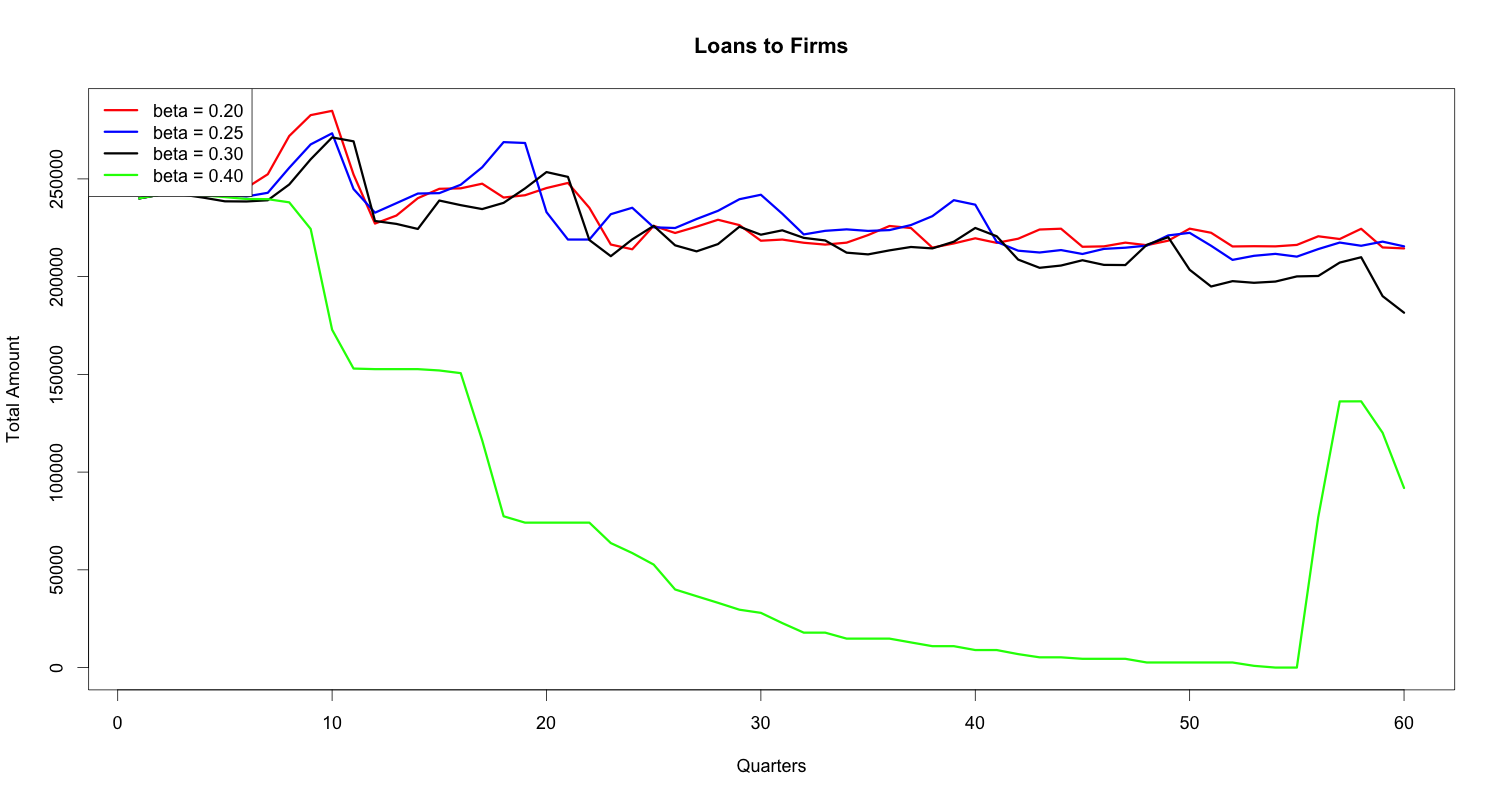 Loans to Firms
beta = 0.20
beta = 0.25
beta = 0.30
beta = 0.40
Total Amount
250000
200000
150000
100000
50000
0
0 10 20 30 40 50 60
Quarters